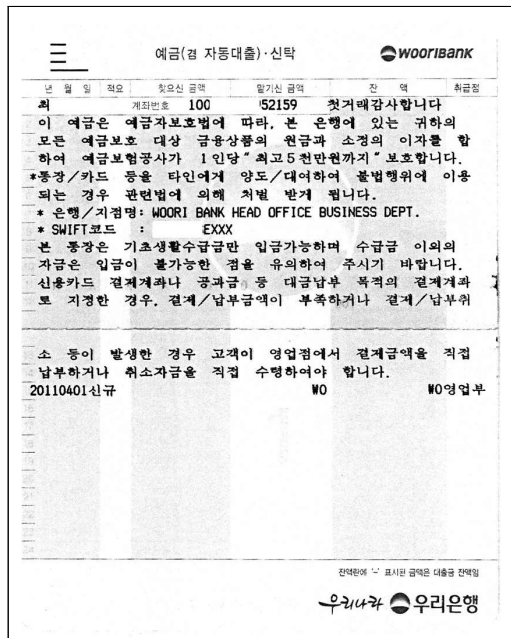 예금(겸 자동대출)·신탁
WOORIBANK
년 월 일 적요 찾으신 금액 맡기신 금액 잔 액 취급점
최 계좌번호 100 52159 첫거래감사합니다
이 예금은 예금자보호법에 따라, 본 은행에 있는 귀하의
모든 예금보호 대상 금융상품의 원금과 소정의 이자를 합
하여 예금보험공사가 1인당"최고5천만원까지"보호합니다.
*통장/카드 등을 타인에게 양도/대여하여 불법행위에 이용
되는 경우 관련법에 의해 처벌 받게 됩니다.
* 은행/지점명: WOORI BANK HEAD OFFICE BUSINESS DEPT.
* SWIFT코드 : EXXX
본 통장은 기초생활수급금만 입금가능하며 수급금 이외의
자금은 입금이 불가능한 점을 유의하여 주시기 바랍니다.
신용카드 결제계좌나 공과금 등 대금납부 목적의 결제계좌
로 지정한 경우, 결제/납부금액이 부족하거나 결제/납부취
소 등이 발생한 경우 고객이 영업점에서 결제금액을 직접
납부하거나 취소자금을 직접 수령하여야 합니다.
20110401신규 ₩0 ₩0영업부
잔액란에 '-' 표시된 금액은 대출금 잔액임
우리나라 우리은행